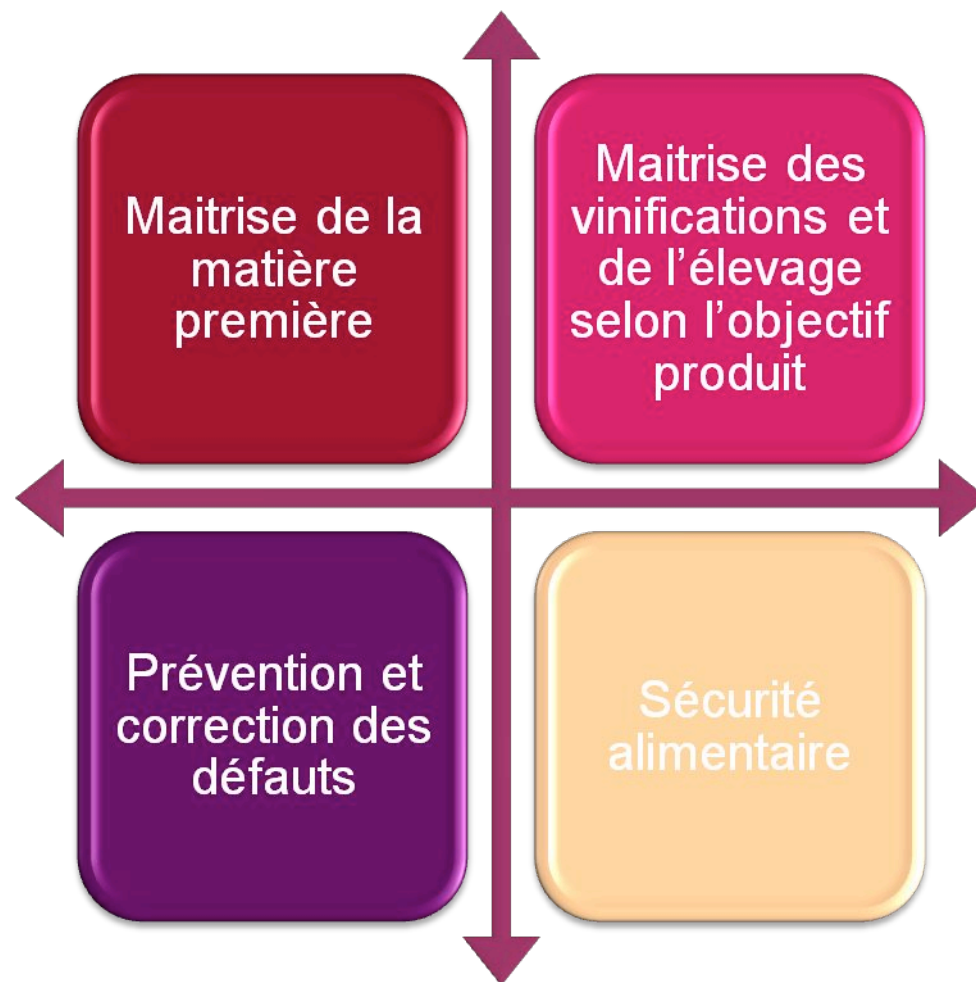 Maitrise de la
matière
première
Maitrise des
vinifications et
de l'élevage
selon l'objectif
produit
Prévention et
correction des
défauts
Sécurité
alimentaire